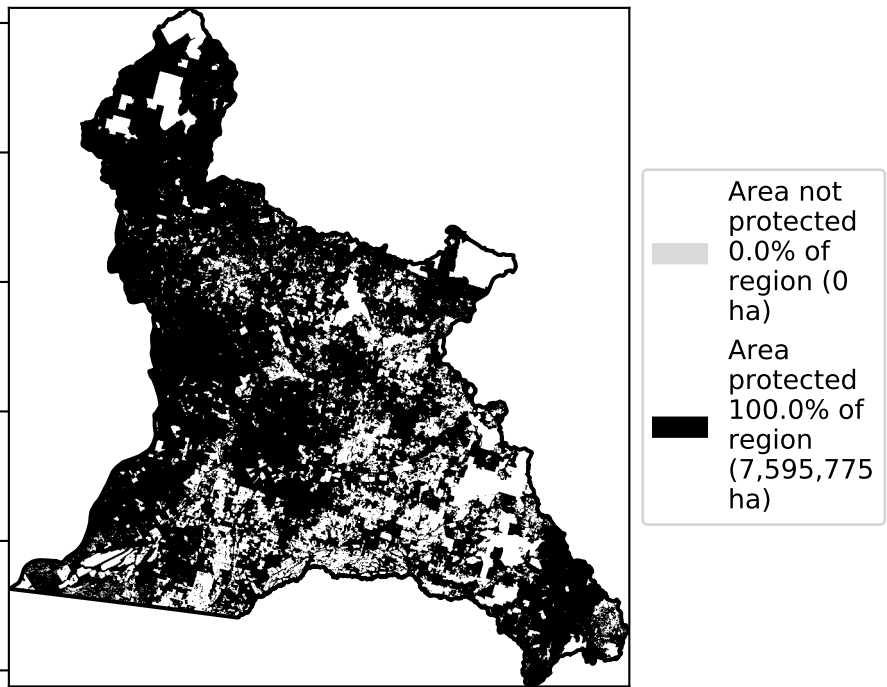 Area not
protected
0.0% of
region (0
ha)
Area
protected
100.0% of
region
(7,595,775
ha)